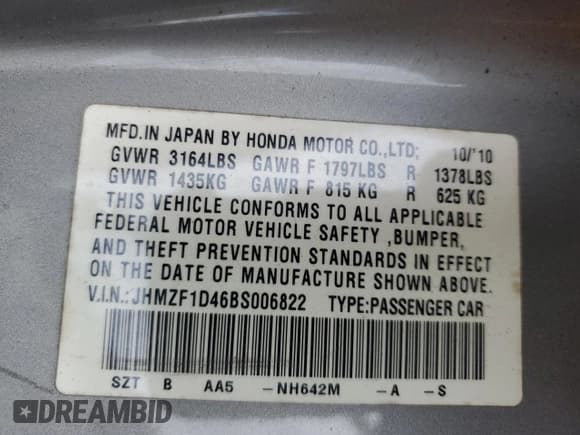 MFD.IN JAPAN BY HONDA MOTOR CO.,LTD; 10/'10
GVWR 3164LBS GAWR F 1797LBS R 1378LBS
GVWR 1435KG GAWR F 815 KG R 625 KG
THIS VEHICLE CONFORMS TO ALL APPLICABLE
FEDERAL MOTOR VEHICLE SAFETY ,BUMPER,
AND THEFT PREVENTION STANDARDS IN EFFECT
ON THE DATE OF MANUFACTURE SHOWN ABOVE.
V.I.N.: JHMZF1D46BS006822 TYPE:PASSENGER CAR
SZT B AA5 -NH642M -A -S
DREAMBID